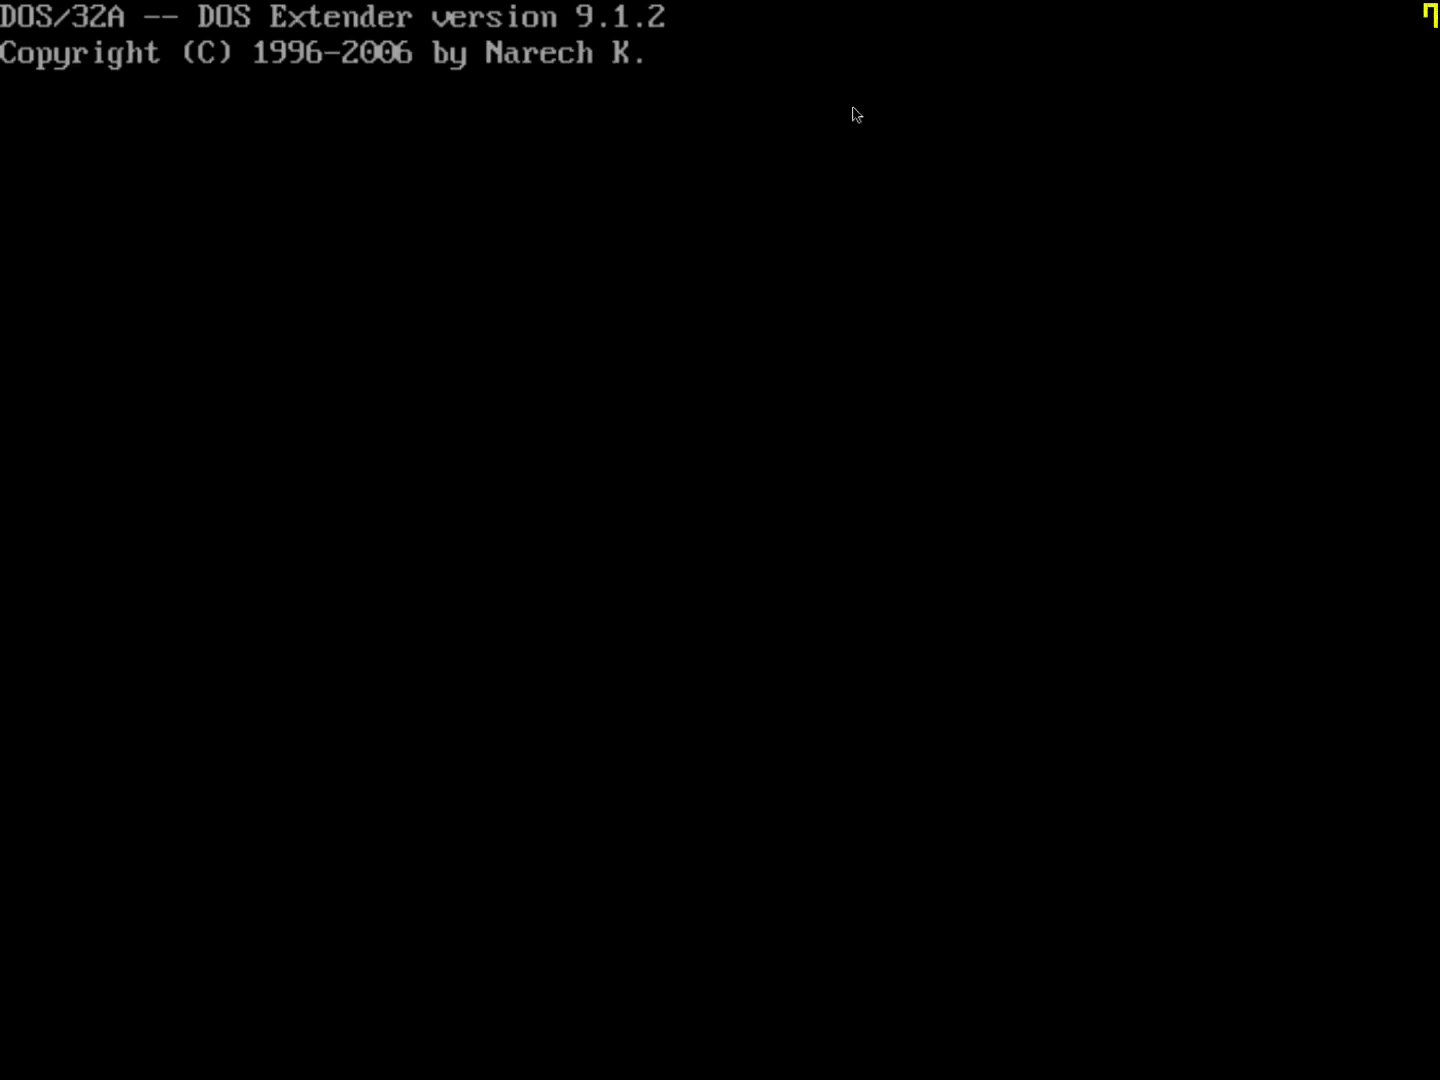 DOS/32A -- DOS Extender version 9.1.2
Copyright (C) 1996-2006 by Narech K.